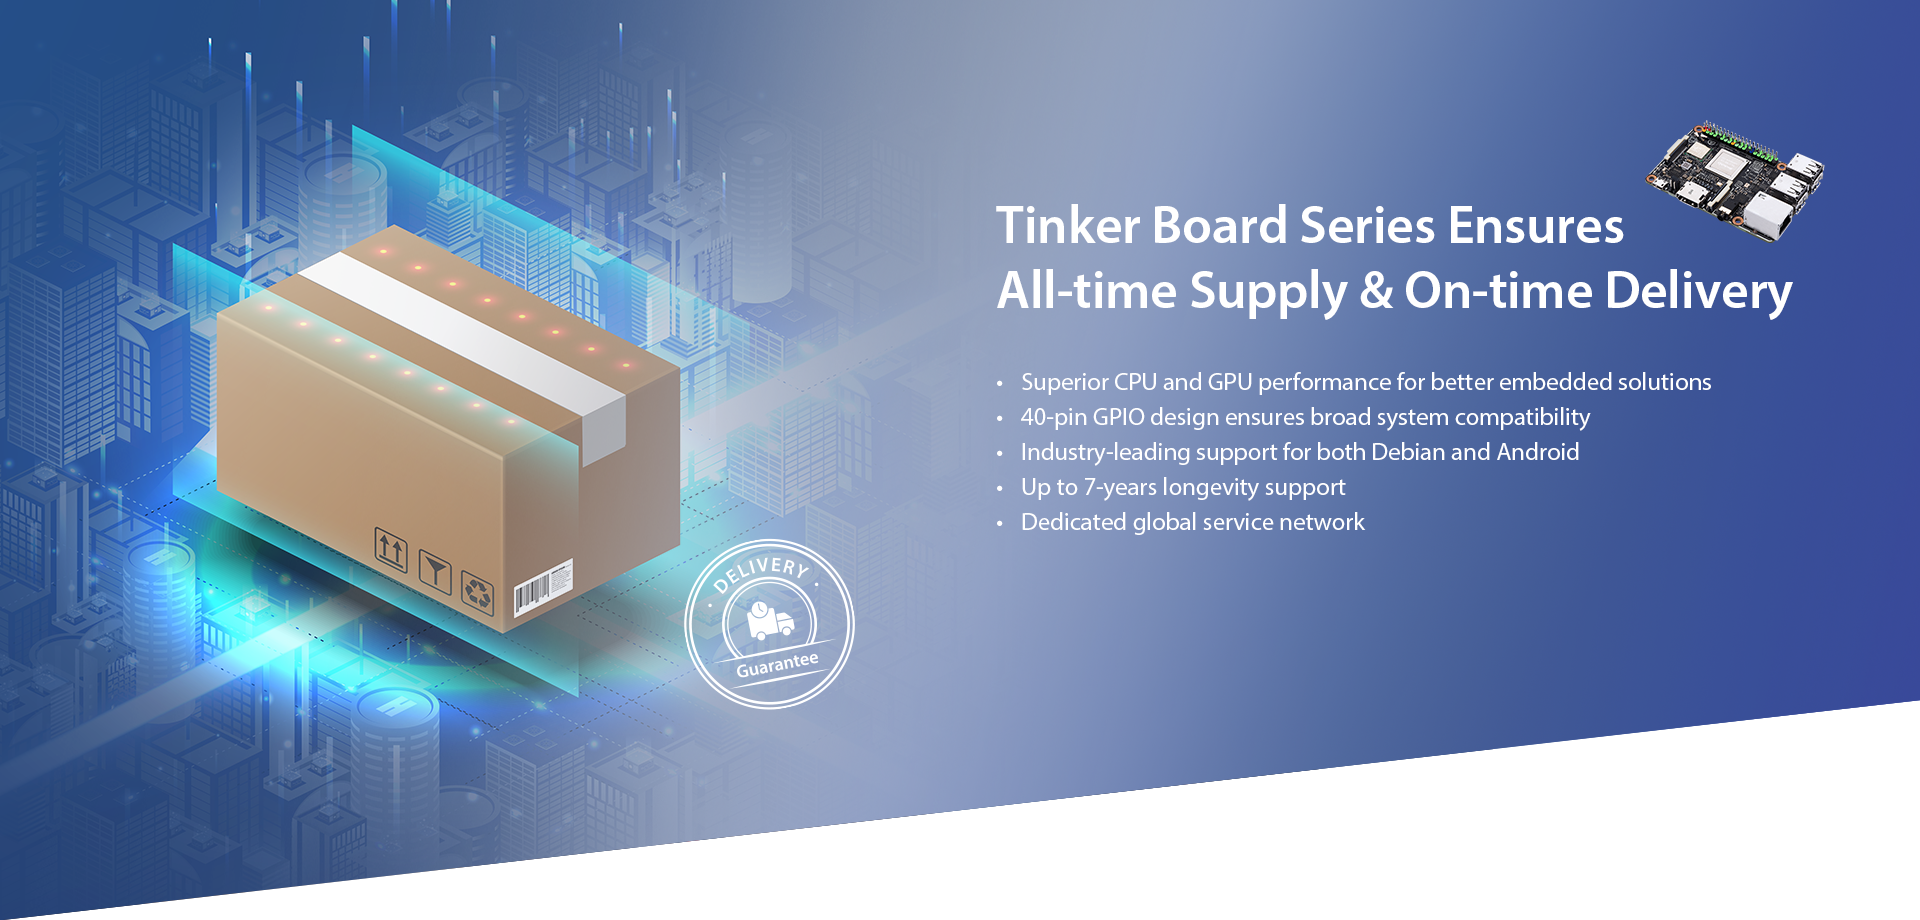 Tinker Board Series Ensures
All-time Supply & On-time Delivery
• Superior CPU and GPU performance for better embedded solutions
• 40-pin GPIO design ensures broad system compatibility
• Industry-leading support for both Debian and Android
• Up to 7-years longevity support
• Dedicated global service network
· DELIVERY ·
Guarantee
H
H
H